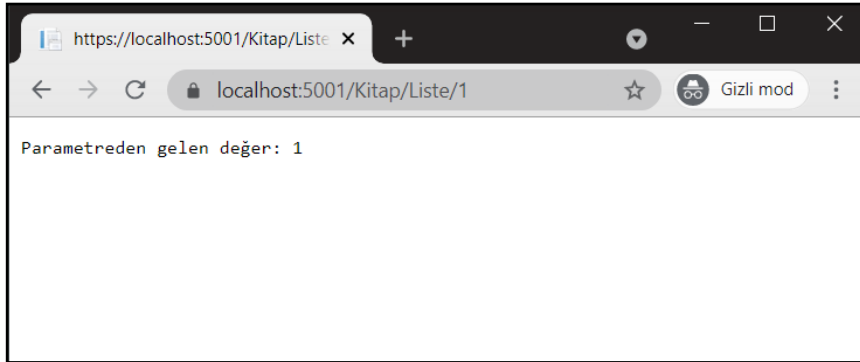 https://localhost:5001/Kitap/Liste
localhost:5001/Kitap/Liste/1
Gizli mod
Parametreden gelen değer: 1